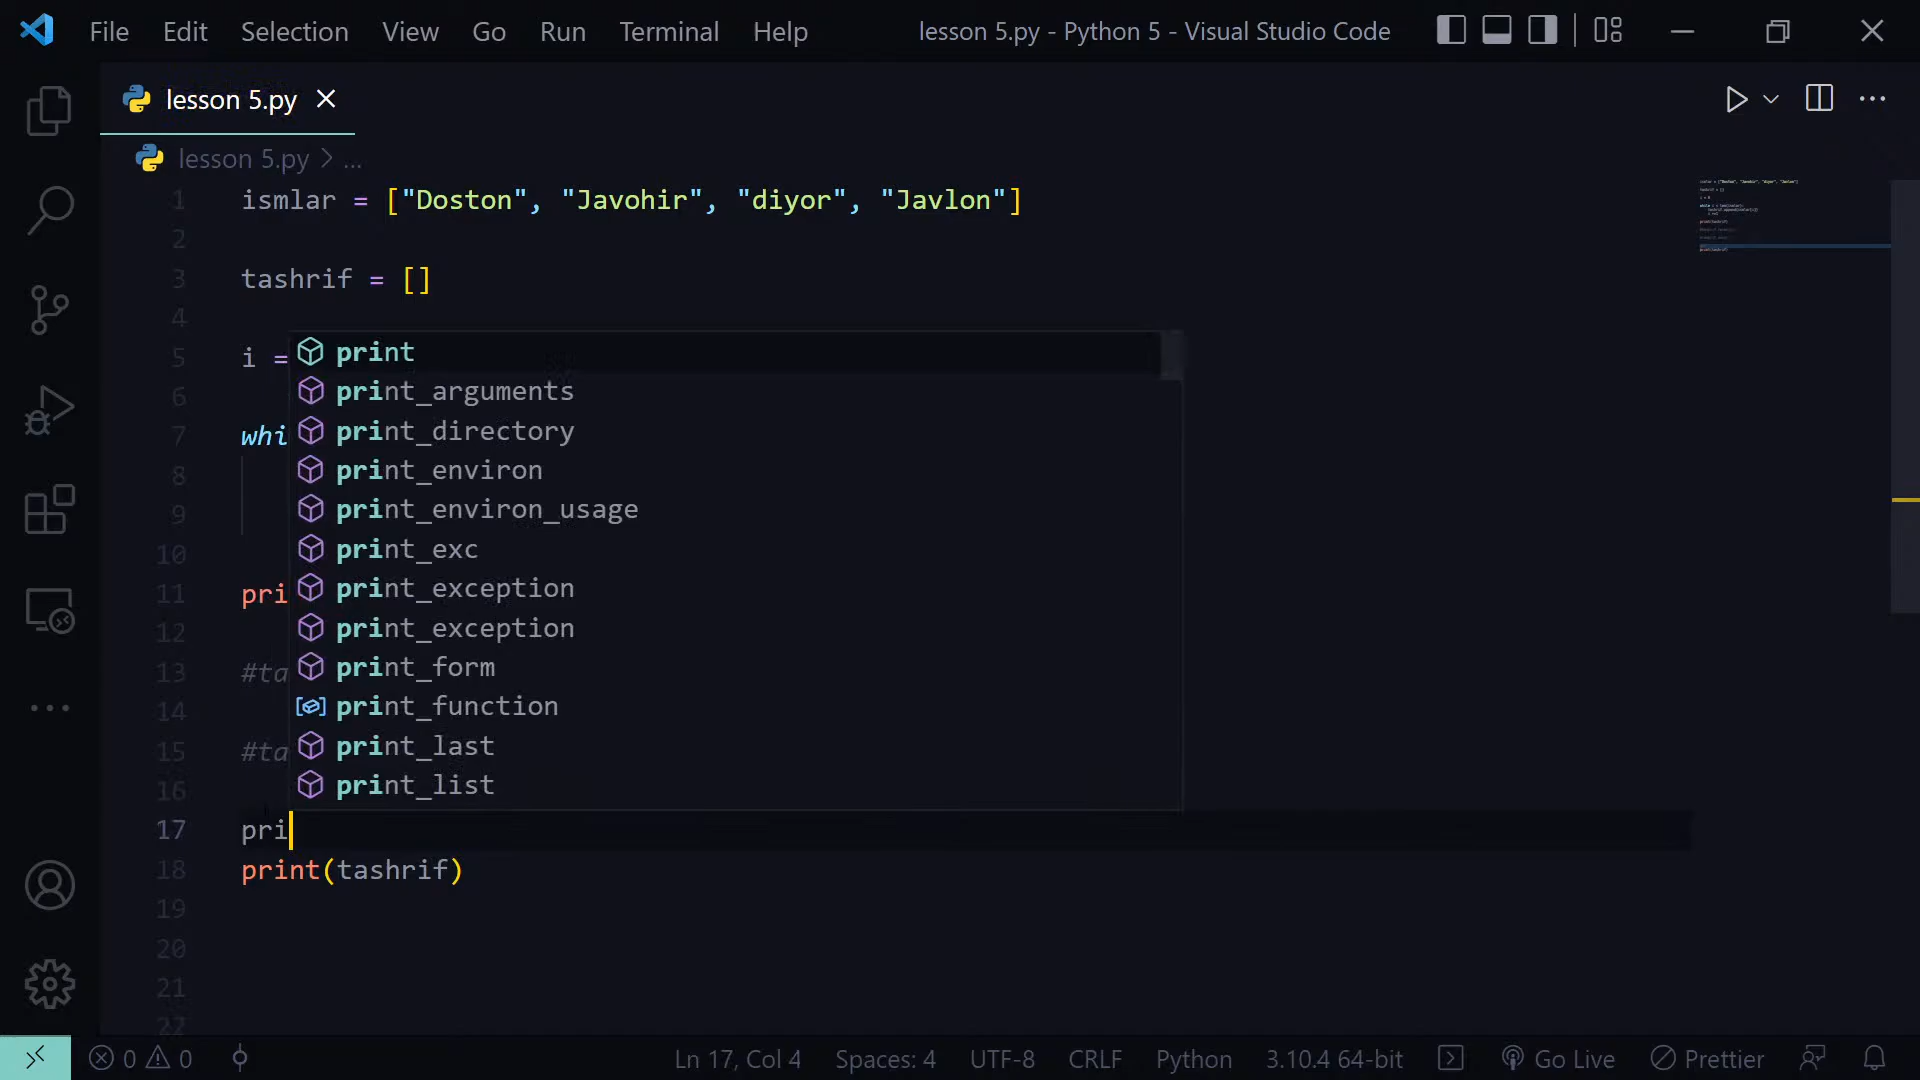 File Edit Selection View Go Run Terminal Help lesson 5.py - Python 5 - Visual Studio Code
lesson 5.py
lesson 5.py > ...
1 ismlar = ["Doston", "Javohir", "diyor", "Javlon"]
2
3 tashrif = []
4
5 i =
6
7 whi
8
9
10
11 pri
12
13 #ta
14
15 #ta
16
print
print_arguments
print_directory
print_environ
print_environ_usage
print_exc
print_exception
print_exception
print_form
print_function
print_last
print_list
17 pri
18 print(tashrif)
19
20
21
22
0 0 Ln 17, Col 4 Spaces: 4 UTF-8 CRLF Python 3.10.4 64-bit Go Live Prettier